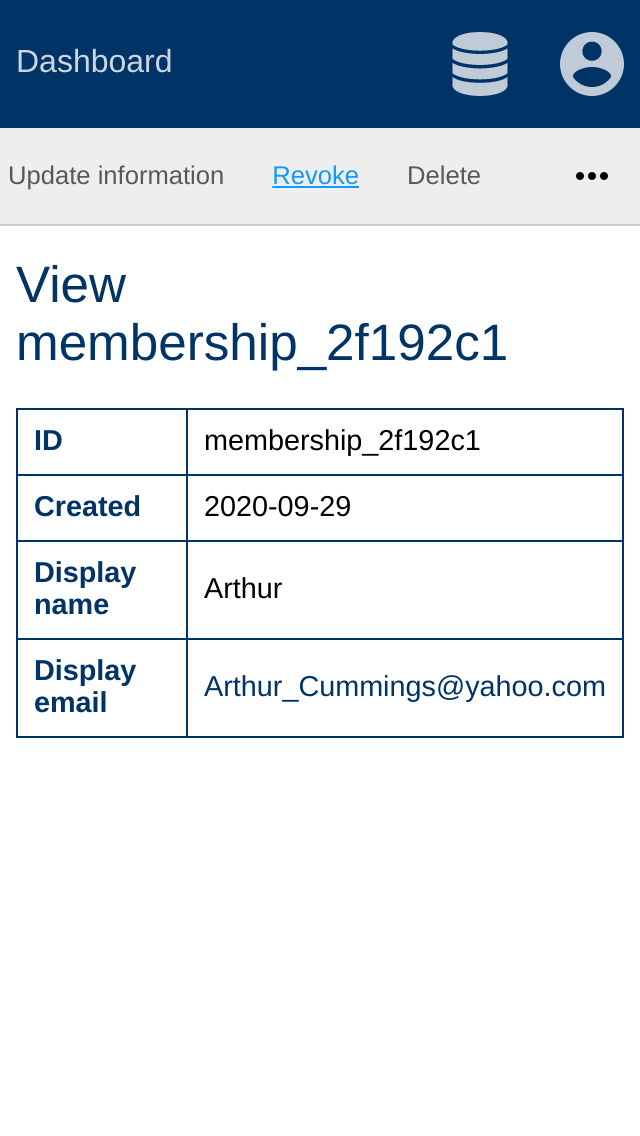 Dashboard
Update information Revoke Delete
View
membership_2f192c1
ID membership_2f192c1
Created 2020-09-29
Display
name
Arthur
Display
email
Arthur_Cummings@yahoo.com